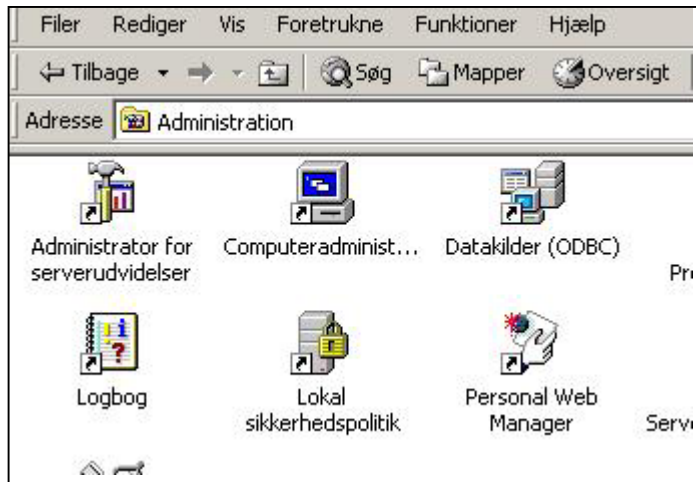 Filer Rediger Vis Foretrukne Funktioner Hjælp
Tilbage Søg Mapper Oversigt
Adresse Administration
Administrator for serverudvidelser
Computeradminist...
Datakilder (ODBC)
Logbog
Lokal sikkerhedspolitik
Personal Web Manager